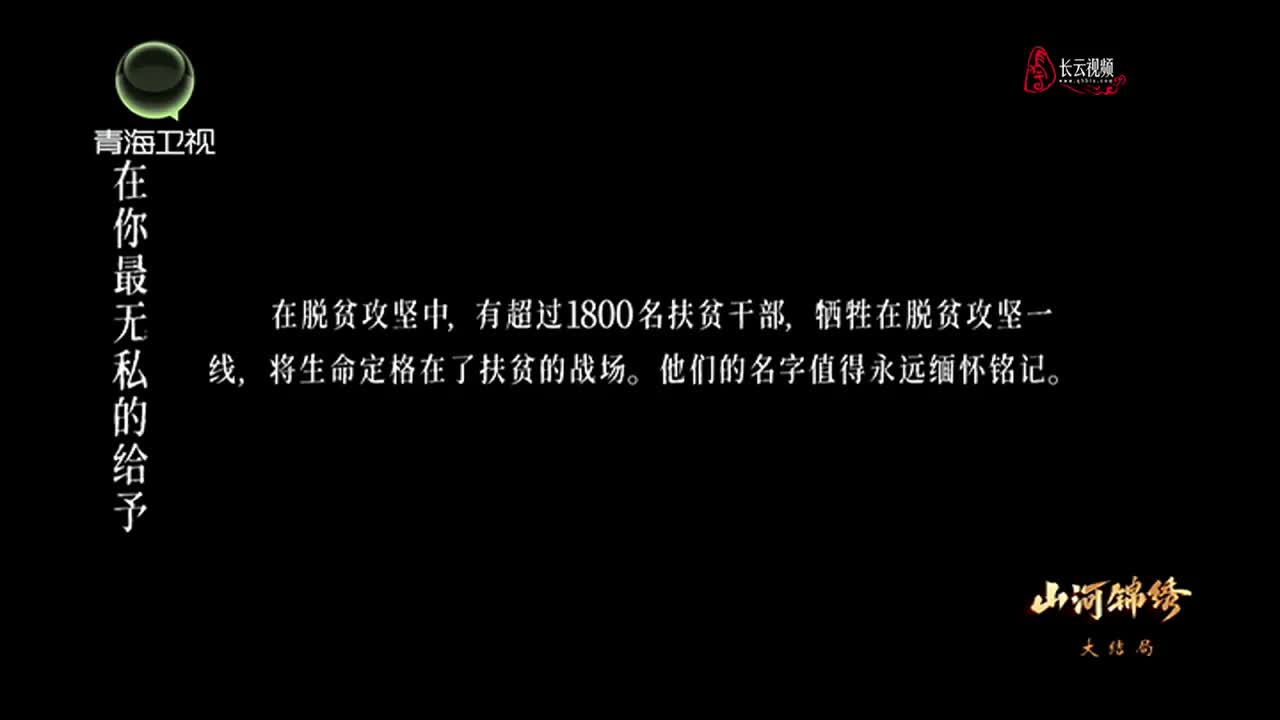 青海卫视
长云视频
在你最无私的给予
在脱贫攻坚中，有超过1800名扶贫干部，牺牲在脱贫攻坚一
线，将生命定格在了扶贫的战场。他们的名字值得永远缅怀铭记。
山河锦绣
大结局